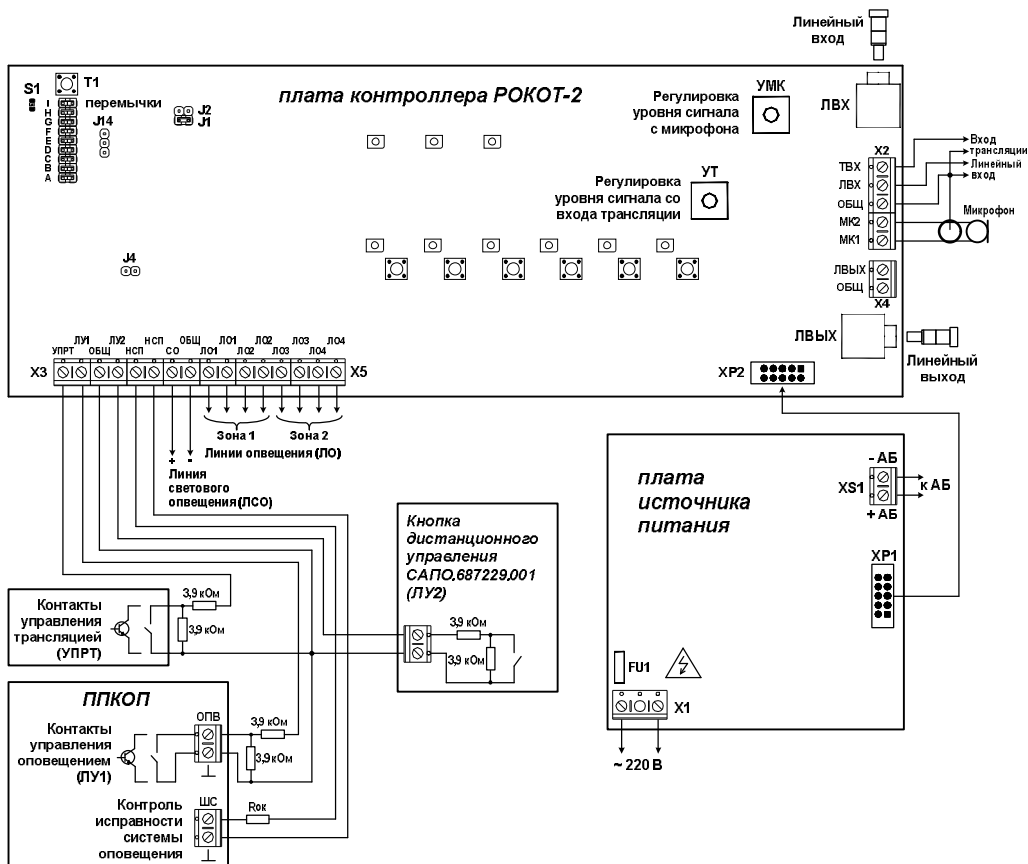 Линейный
вход
S1
T1
I
H
G
F
E
D
C
B
A
перемычки
J14
J2
J1
плата контроллера РОКОТ-2
Регулировка
уровня сигнала
с микрофона
УМК
ЛВХ
Регулировка
уровня сигнала со
входа трансляции
УТ
X2
ТВХ
ЛВХ
ОБЩ
МК2
МК1
Вход
трансляции
Линейный
вход
Микрофон
ЛВЫХ
ОБЩ
X4
J4
ЛВЫХ
Линейный
выход
X3
УПРТ
ЛУ1
ОБЩ
ЛУ2
НСП
НСП
СО
ОБЩ
ЛО1
ЛО1
ЛО2
ЛО2
ЛО3
ЛО3
ЛО4
ЛО4
X5
XP2
Зона 1
Зона 2
Линии опвещения (ЛО)
+
-
Линия
светового
опвещения (ЛСО)
Кнопка
дистанционного
управления
САПО.687229.001
(ЛУ2)
3,9 кОм
3,9 кОм
плата
источника
питания
- АБ
XS1
к АБ
+ АБ
XP1
FU1
X1
~ 220 В
Контакты
управления
трансляцией
(УПРТ)
3,9 кОм
3,9 кОм
ППКОП
Контакты
управления
оповещением
(ЛУ1)
ОПВ
3,9 кОм
3,9 кОм
Контроль
исправности
системы
оповещения
ШС
Rок